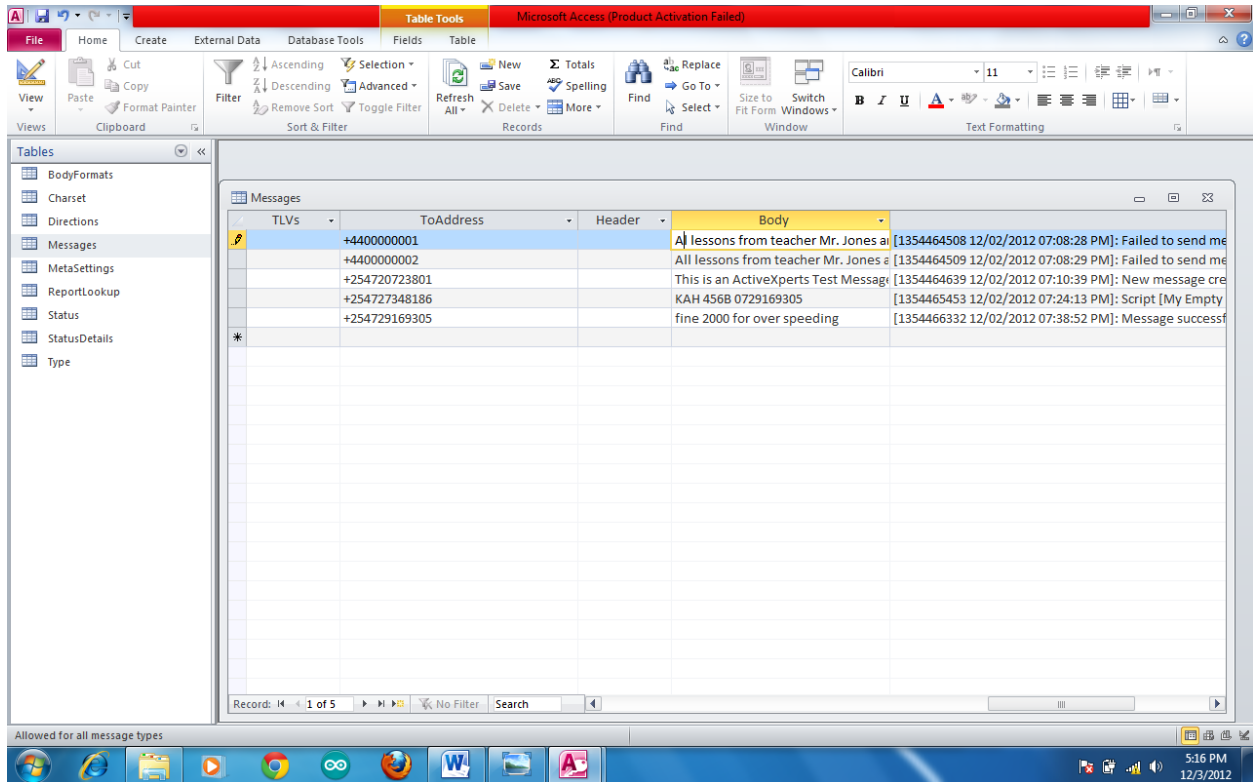 Table Tools
Microsoft Access (Product Activation Failed)
File Home Create External Data Database Tools Fields Table
View
Views
Paste
Cut
Copy
Format Painter
Clipboard
Filter
Ascending
Descending
Remove Sort
Selection
Advanced
Toggle Filter
Sort & Filter
Refresh All
New
Save
Delete
Totals
Spelling
More
Records
Find
Replace
Go To
Select
Find
Size to Fit Form
Switch Windows
Window
Calibri 11
B I U A
Text Formatting
Tables
BodyFormats
Charset
Directions
Messages
MetaSettings
ReportLookup
Status
StatusDetails
Type
Messages
TLVs ToAddress Header Body
+4400000001 All lessons from teacher Mr. Jones a [1354464508 12/02/2012 07:08:28 PM]: Failed to send me
+4400000002 All lessons from teacher Mr. Jones a [1354464509 12/02/2012 07:08:29 PM]: Failed to send me
+254720723801 This is an ActiveXperts Test Message [1354464639 12/02/2012 07:10:39 PM]: New message cre
+254727348186 KAH 456B 0729169305 [1354465453 12/02/2012 07:24:13 PM]: Script [My Empty
+254729169305 fine 2000 for over speeding [1354466332 12/02/2012 07:38:52 PM]: Message successf
Record: 1 of 5 No Filter Search
Allowed for all message types
5:16 PM
12/3/2012